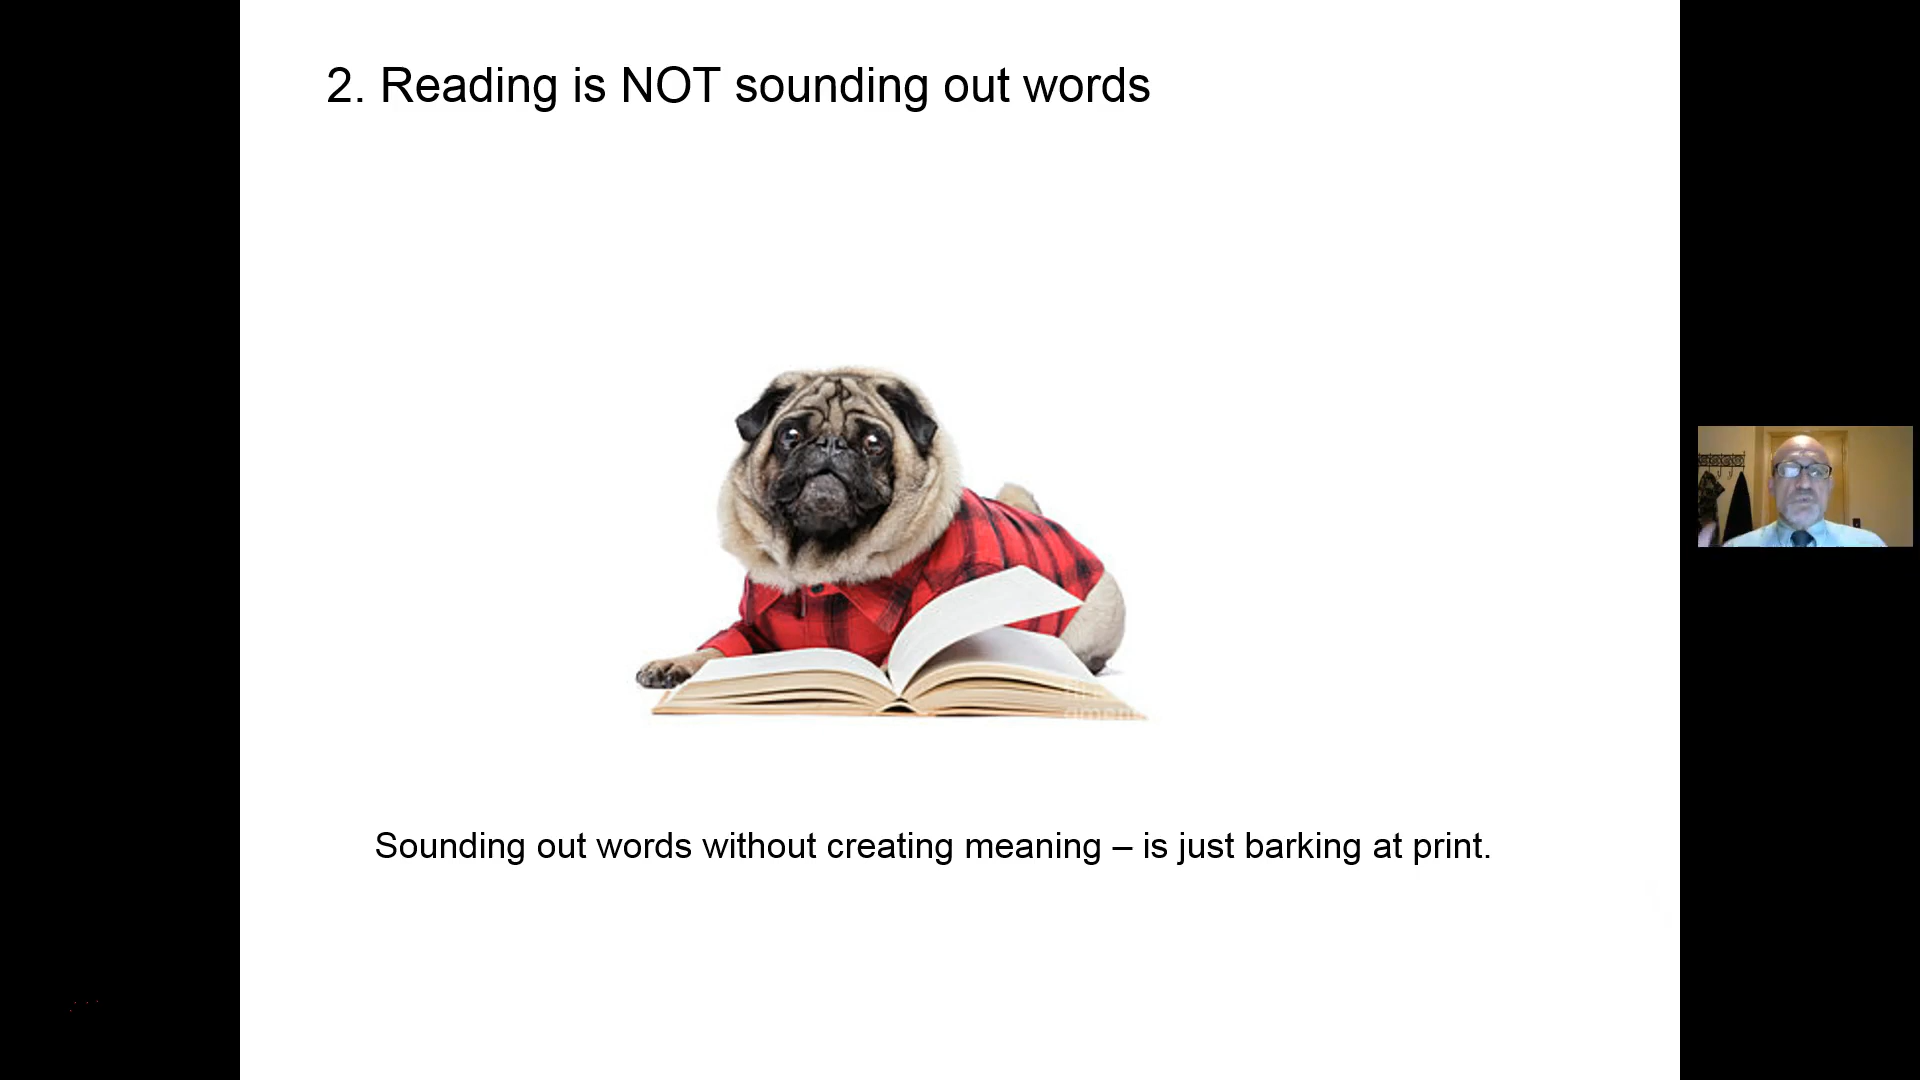 2. Reading is NOT sounding out words
Sounding out words without creating meaning – is just barking at print.